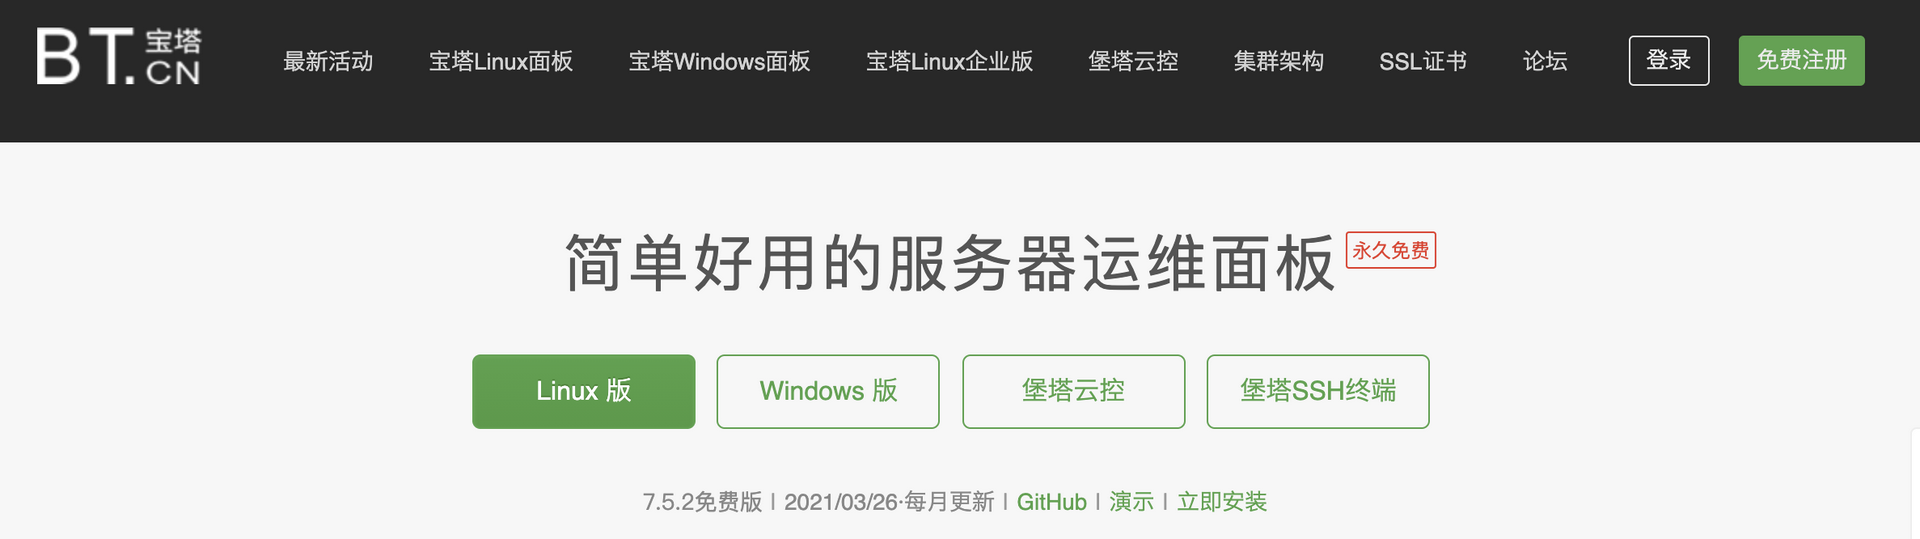 BT.宝塔.CN
最新活动 宝塔Linux面板 宝塔Windows面板 宝塔Linux企业版 堡塔云控 集群架构 SSL证书 论坛 登录 免费注册
简单好用的服务器运维面板 永久免费
Linux 版 Windows 版 堡塔云控 堡塔SSH终端
7.5.2免费版 | 2021/03/26·每月更新 | GitHub | 演示 | 立即安装